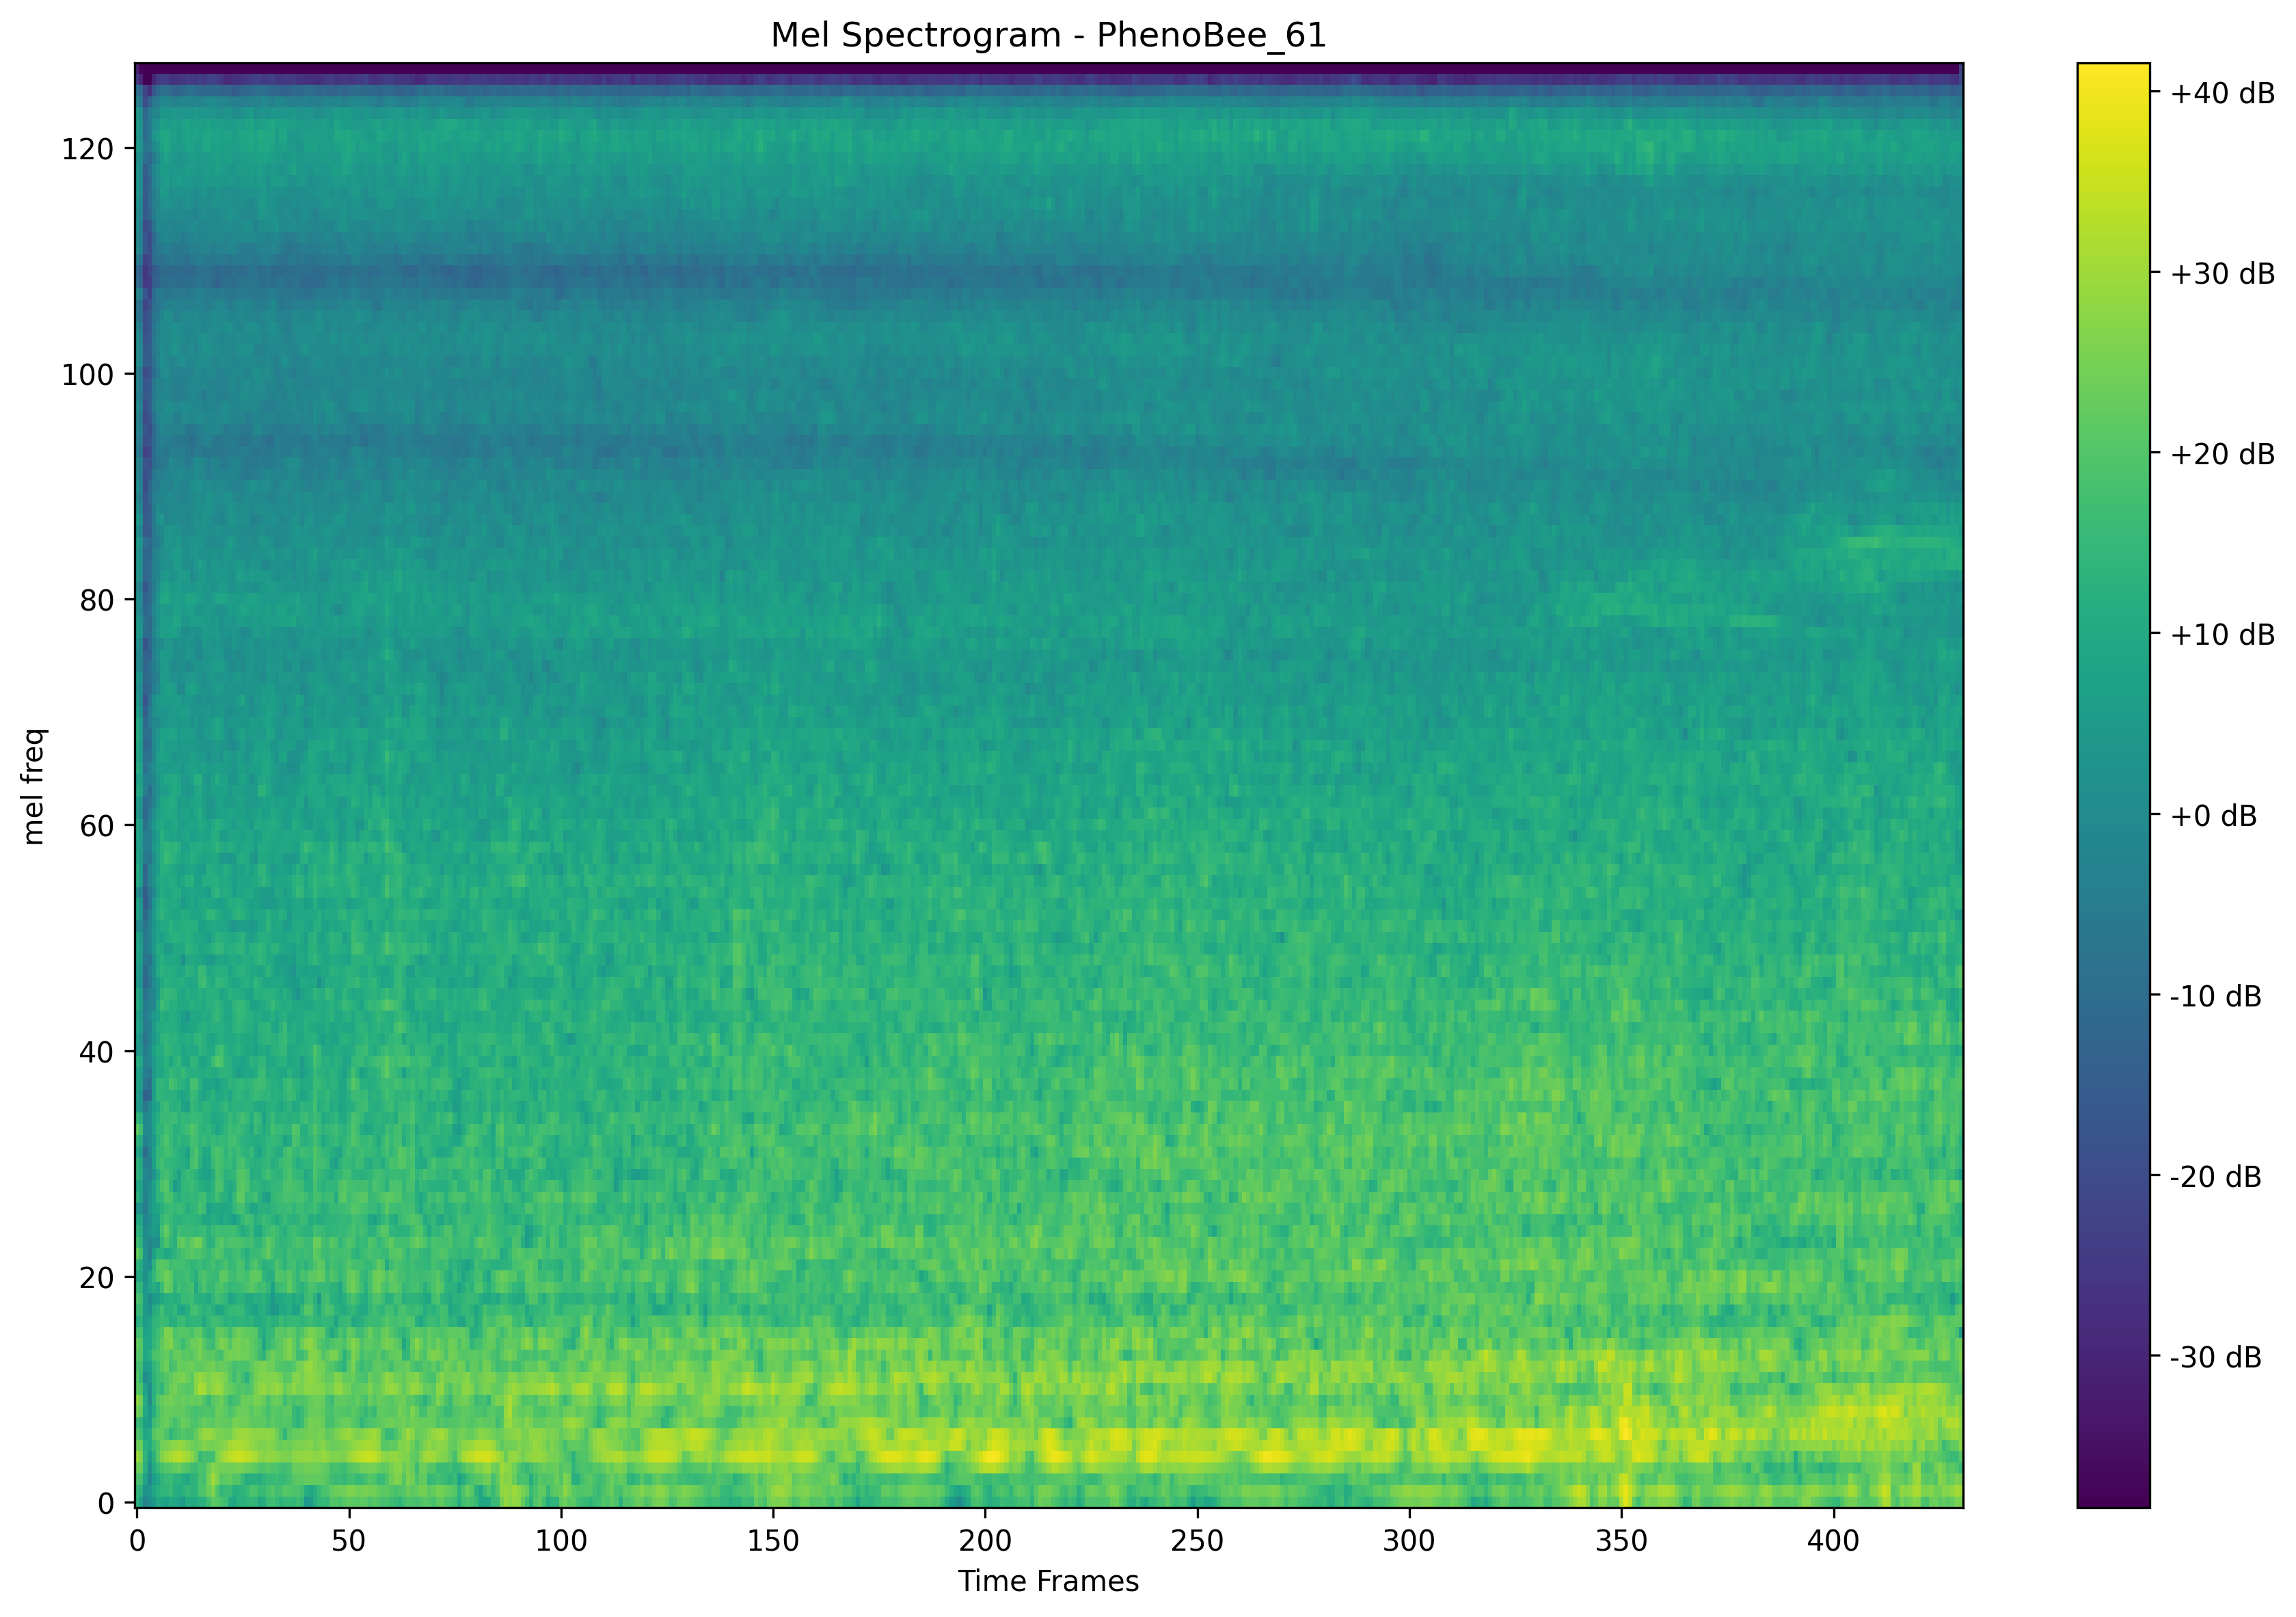 Mel Spectrogram - PhenoBee_61
mel freq
120
100
80
60
40
20
0
0 50 100 150 200 250 300 350 400
Time Frames
+40 dB
+30 dB
+20 dB
+10 dB
+0 dB
-10 dB
-20 dB
-30 dB